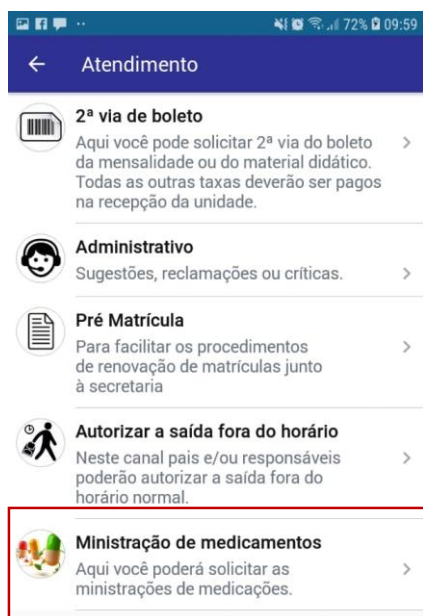 72% 09:59
Atendimento
2ª via de boleto
Aqui você pode solicitar 2ª via do boleto
da mensalidade ou do material didático.
Todas as outras taxas deverão ser pagos
na recepção da unidade.
Administrativo
Sugestões, reclamações ou críticas.
Pré Matrícula
Para facilitar os procedimentos
de renovação de matrículas junto
à secretaria
Autorizar a saída fora do horário
Neste canal pais e/ou responsáveis
poderão autorizar a saída fora do
horário normal.
Ministração de medicamentos
Aqui você poderá solicitar as
ministrações de medicações.